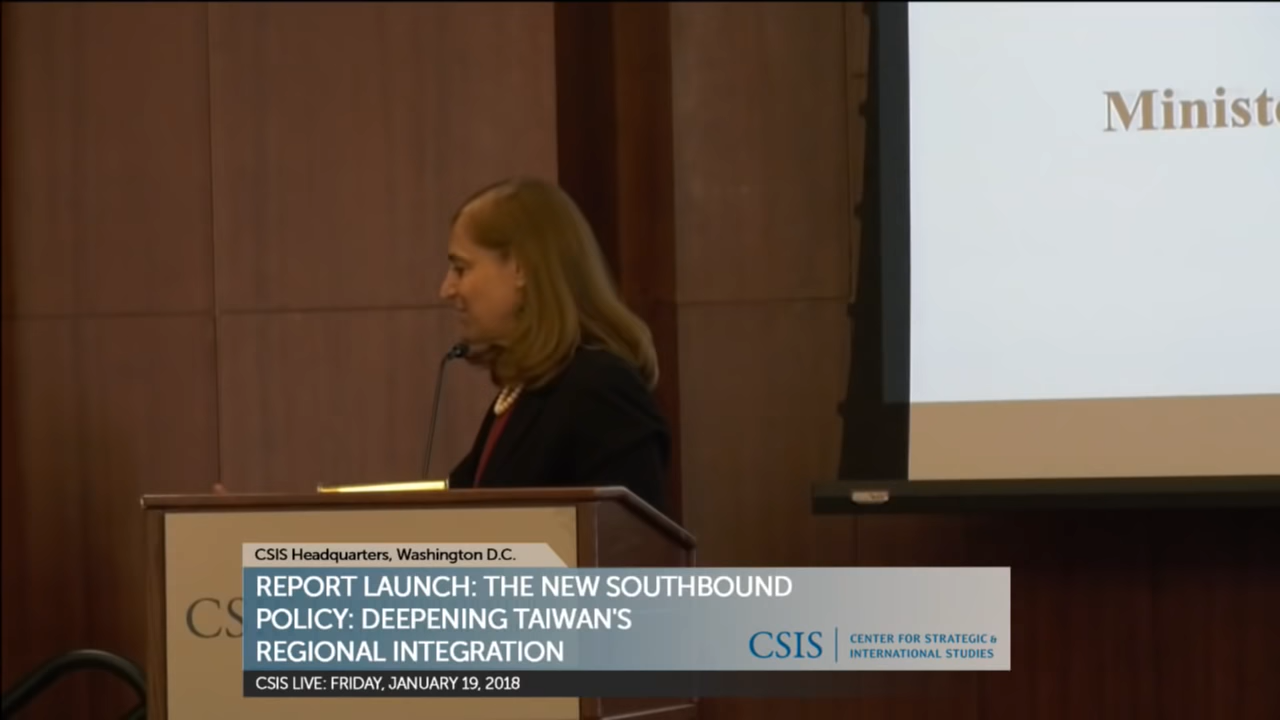 Ministe
CSIS Headquarters, Washington D.C.
REPORT LAUNCH: THE NEW SOUTHBOUND
POLICY: DEEPENING TAIWAN'S
REGIONAL INTEGRATION
CS
CSIS
CENTER FOR STRATEGIC &
INTERNATIONAL STUDIES
CSIS LIVE: FRIDAY, JANUARY 19, 2018